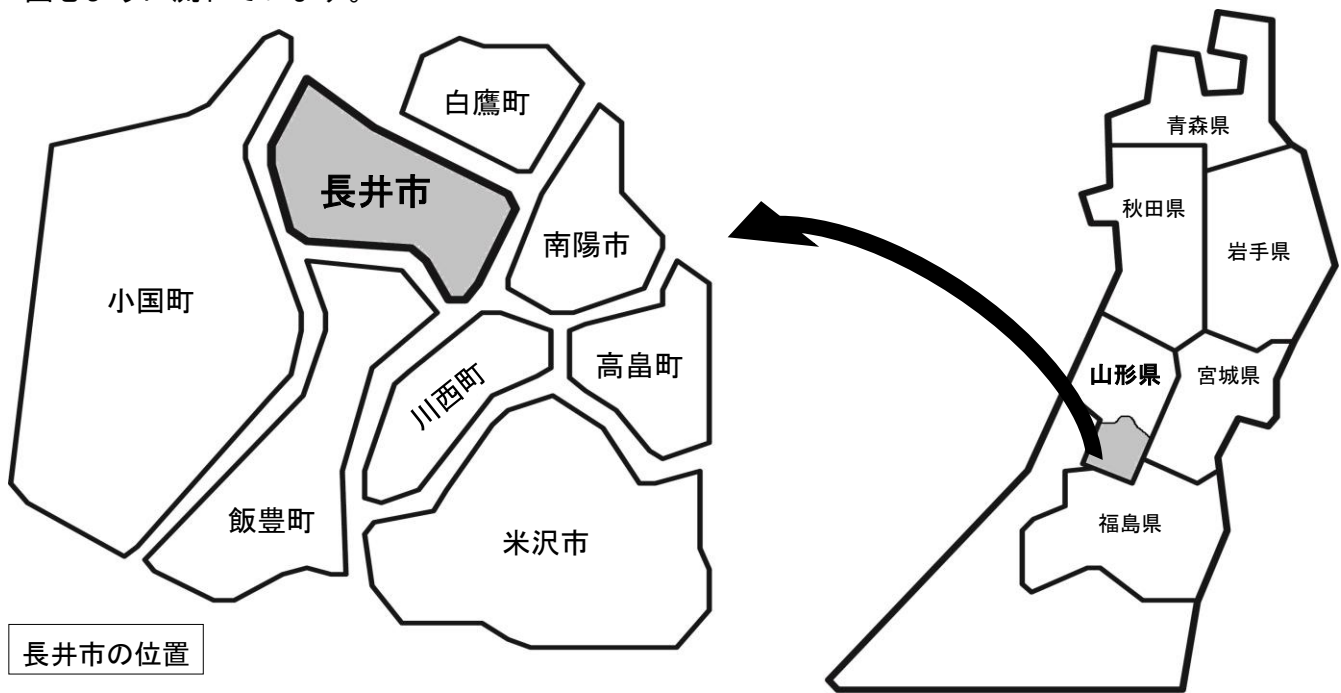 白鷹町
長井市
南陽市
小国町
高畠町
川西町
飯豊町
米沢市
長井市の位置
青森県
秋田県
岩手県
山形県
宮城県
福島県